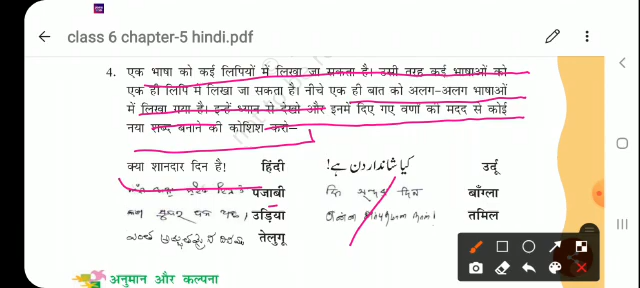 class 6 chapter-5 hindi.pdf
4. एक भाषा को कई लिपियों में लिखा जा सकता है। उसी तरह कई भाषाओं को
एक ही लिपि में लिखा जा सकता है। नीचे एक ही बात को अलग-अलग भाषाओं
में लिखा गया है। इन्हें ध्यान से देखो और इनमें दिए गए वर्णों की मदद से कोई
नया शब्द बनाने की कोशिश करो–
क्या शानदार दिन है! हिंदी کیا شاندار دن ہے! उर्दू
पंजाबी बाँग्ला
उड़िया तमिल
तेलुगू
अनुमान और कल्पना